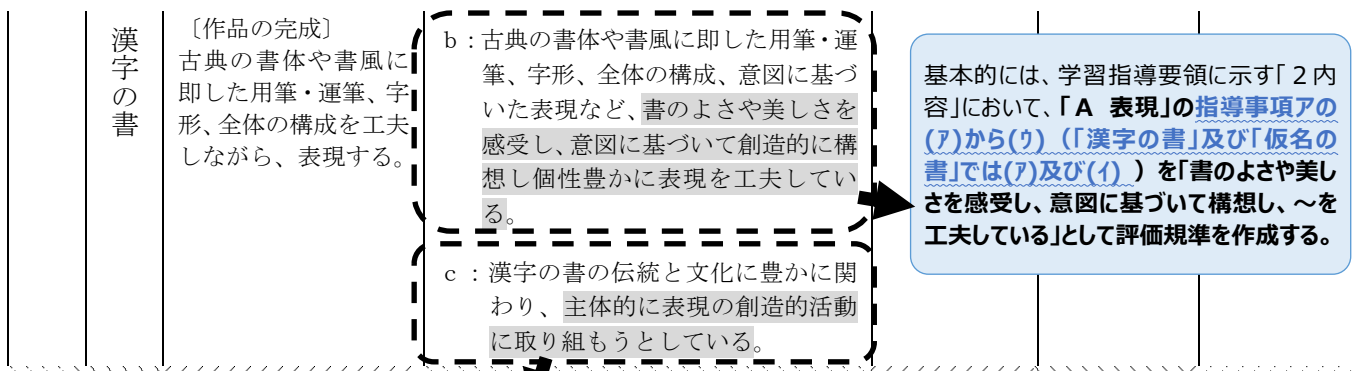 漢字の書
〔作品の完成〕
古典の書体や書風に
即した用筆・運筆、字
形、全体の構成を工夫
しながら、表現する。
b：古典の書体や書風に即した用筆・運
筆、字形、全体の構成、意図に基づ
いた表現など、書のよさや美しさを
感受し、意図に基づいて創造的に構
想し個性豊かに表現を工夫してい
る。
c：漢字の書の伝統と文化に豊かに関
わり、主体的に表現の創造的活動
に取り組もうとしている。
基本的には、学習指導要領に示す「２内
容」において、「Ａ 表現」の指導事項アの
(ｱ)から(ｳ)（「漢字の書」及び「仮名の
書」では(ｱ)及び(ｲ) ）を「書のよさや美し
さを感受し、意図に基づいて構想し、～を
工夫している」として評価規準を作成する。